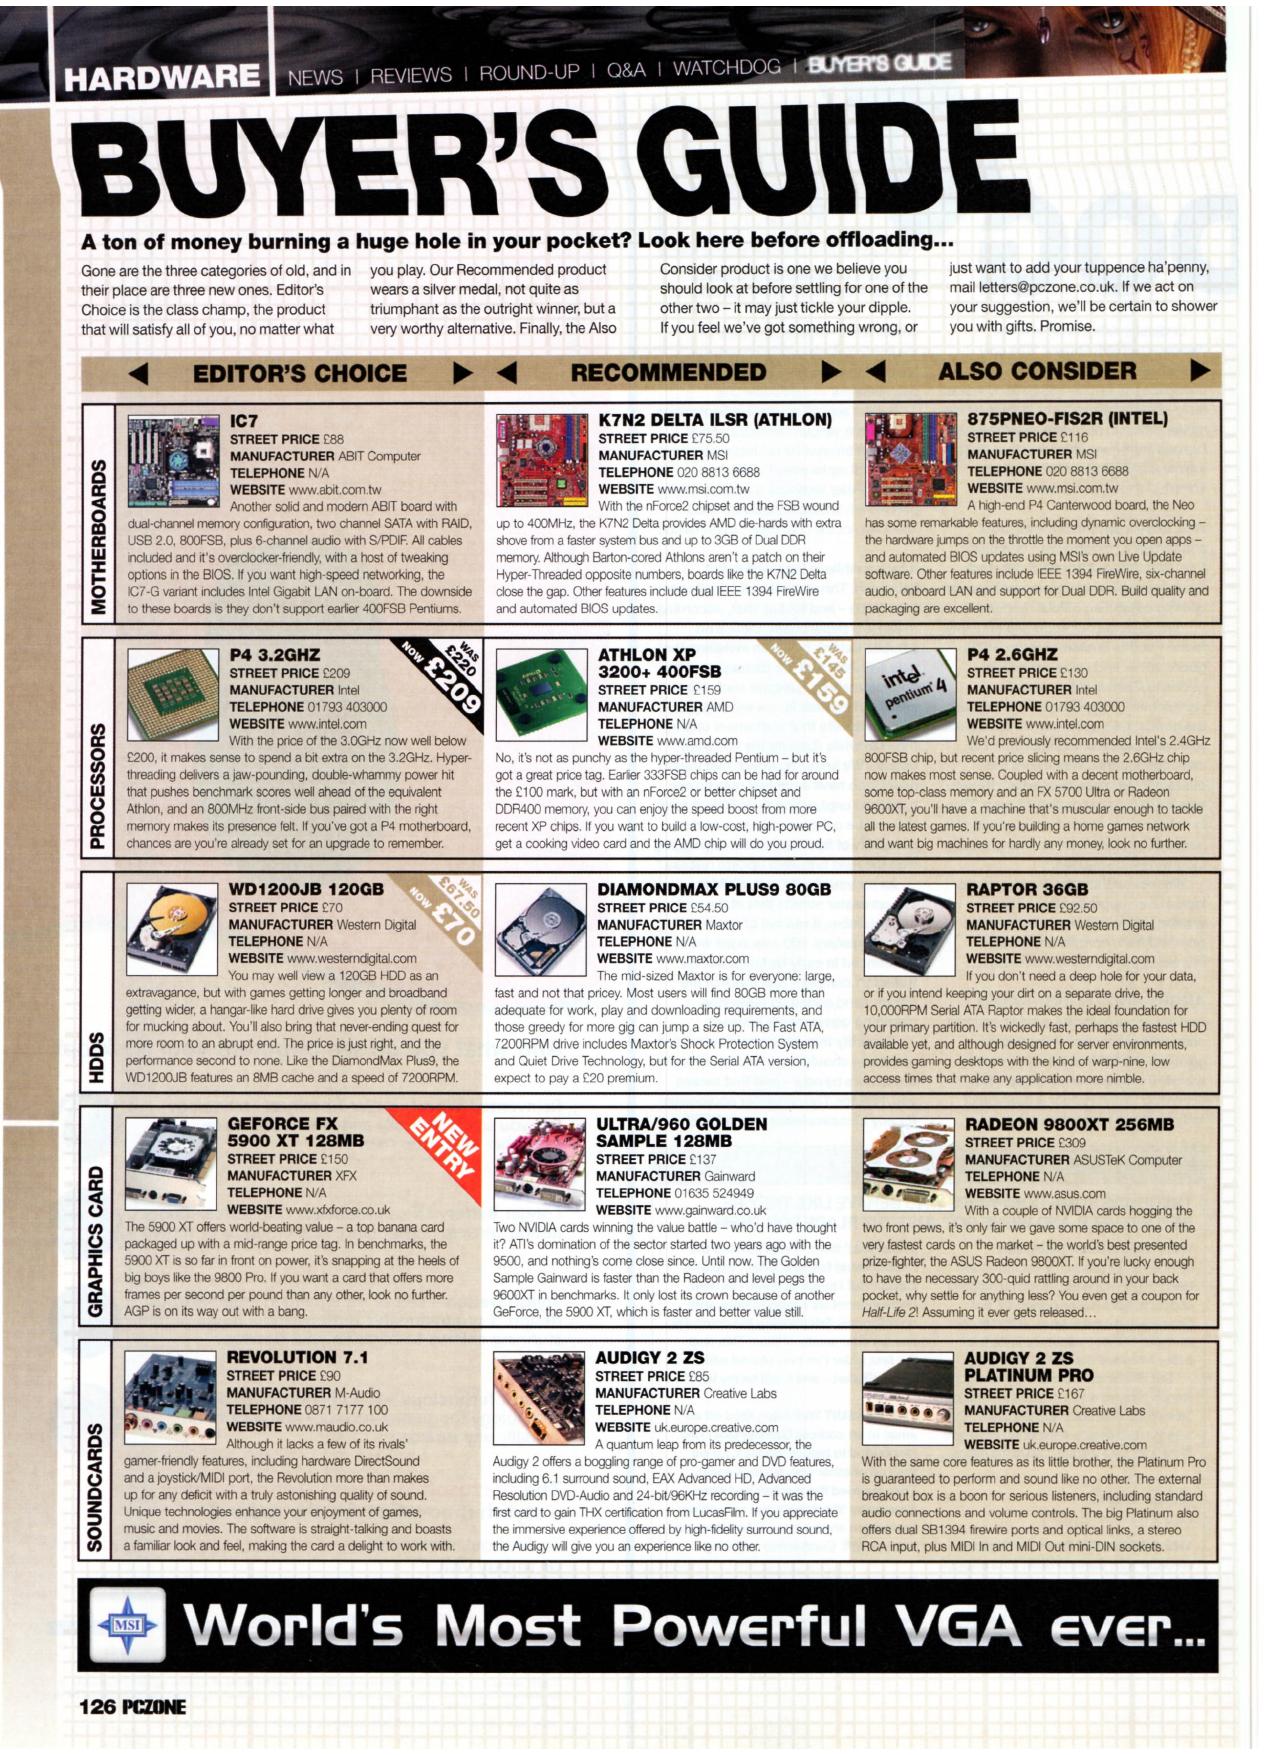 HARDWARE
NEWS | REVIEWS | ROUND-UP | Q&A | WATCHDOG | BUYER'S GUIDE
BUYER'S GUIDE
A ton of money burning a huge hole in your pocket? Look here before offloading...
Gone are the three categories of old, and in
their place are three new ones. Editor's
Choice is the class champ, the product
that will satisfy all of you, no matter what
you play. Our Recommended product
wears a silver medal, not quite as
triumphant as the outright winner, but a
very worthy alternative. Finally, the Also
Consider product is one we believe you
should look at before settling for one of the
other two – it may just tickle your dipple.
If you feel we've got something wrong, or
just want to add your tuppence ha'penny,
mail letters@pczone.co.uk. If we act on
your suggestion, we'll be certain to shower
you with gifts. Promise.
EDITOR'S CHOICE
RECOMMENDED
ALSO CONSIDER
MOTHERBOARDS
IC7
STREET PRICE £88
MANUFACTURER ABIT Computer
TELEPHONE N/A
WEBSITE www.abit.com.tw
Another solid and modern ABIT board with
dual-channel memory configuration, two channel SATA with RAID,
USB 2.0, 800FSB, plus 6-channel audio with S/PDIF. All cables
included and it's overclocker-friendly, with a host of tweaking
options in the BIOS. If you want high-speed networking, the
IC7-G variant includes Intel Gigabit LAN on-board. The downside
to these boards is they don't support earlier 400FSB Pentiums.
K7N2 DELTA ILSR (ATHLON)
STREET PRICE £75.50
MANUFACTURER MSI
TELEPHONE 020 8813 6688
WEBSITE www.msi.com.tw
With the nForce2 chipset and the FSB wound
up to 400MHz, the K7N2 Delta provides AMD die-hards with extra
shove from a faster system bus and up to 3GB of Dual DDR
memory. Although Barton-cored Athlons aren't a patch on their
Hyper-Threaded opposite numbers, boards like the K7N2 Delta
close the gap. Other features include dual IEEE 1394 FireWire
and automated BIOS updates.
875PNEO-FIS2R (INTEL)
STREET PRICE £116
MANUFACTURER MSI
TELEPHONE 020 8813 6688
WEBSITE www.msi.com.tw
A high-end P4 Canterwood board, the Neo
has some remarkable features, including dynamic overclocking –
the hardware jumps on the throttle the moment you open apps –
and automated BIOS updates using MSI's own Live Update
software. Other features include IEEE 1394 FireWire, six-channel
audio, onboard LAN and support for Dual DDR. Build quality and
packaging are excellent.
PROCESSORS
P4 3.2GHZ
STREET PRICE £209
MANUFACTURER Intel
TELEPHONE 01793 403000
WEBSITE www.intel.com
WAS
£220
NOW £209
With the price of the 3.0GHz now well below
£200, it makes sense to spend a bit extra on the 3.2GHz. Hyper-
threading delivers a jaw-pounding, double-whammy power hit
that pushes benchmark scores well ahead of the equivalent
Athlon, and an 800MHz front-side bus paired with the right
memory makes its presence felt. If you've got a P4 motherboard,
chances are you're already set for an upgrade to remember.
ATHLON XP
3200+ 400FSB
STREET PRICE £159
MANUFACTURER AMD
TELEPHONE N/A
WEBSITE www.amd.com
WAS
£145
NOW £159
No, it's not as punchy as the hyper-threaded Pentium – but it's
got a great price tag. Earlier 333FSB chips can be had for around
the £100 mark, but with an nForce2 or better chipset and
DDR400 memory, you can enjoy the speed boost from more
recent XP chips. If you want to build a low-cost, high-power PC,
get a cooking video card and the AMD chip will do you proud.
intel
pentium 4
P4 2.6GHZ
STREET PRICE £130
MANUFACTURER Intel
TELEPHONE 01793 403000
WEBSITE www.intel.com
We'd previously recommended Intel's 2.4GHz
800FSB chip, but recent price slicing means the 2.6GHz chip
now makes most sense. Coupled with a decent motherboard,
some top-class memory and an FX 5700 Ultra or Radeon
9600XT, you'll have a machine that's muscular enough to tackle
all the latest games. If you're building a home games network
and want big machines for hardly any money, look no further.
HDDS
WD1200JB 120GB
STREET PRICE £70
MANUFACTURER Western Digital
TELEPHONE N/A
WEBSITE www.westerndigital.com
WAS
£67.50
NOW £70
You may well view a 120GB HDD as an
extravagance, but with games getting longer and broadband
getting wider, a hangar-like hard drive gives you plenty of room
for mucking about. You'll also bring that never-ending quest for
more room to an abrupt end. The price is just right, and the
performance second to none. Like the DiamondMax Plus9, the
WD1200JB features an 8MB cache and a speed of 7200RPM.
DIAMONDMAX PLUS9 80GB
STREET PRICE £54.50
MANUFACTURER Maxtor
TELEPHONE N/A
WEBSITE www.maxtor.com
The mid-sized Maxtor is for everyone: large,
fast and not that pricey. Most users will find 80GB more than
adequate for work, play and downloading requirements, and
those greedy for more gig can jump a size up. The Fast ATA,
7200RPM drive includes Maxtor's Shock Protection System
and Quiet Drive Technology, but for the Serial ATA version,
expect to pay a £20 premium.
RAPTOR 36GB
STREET PRICE £92.50
MANUFACTURER Western Digital
TELEPHONE N/A
WEBSITE www.westerndigital.com
If you don't need a deep hole for your data,
or if you intend keeping your dirt on a separate drive, the
10,000RPM Serial ATA Raptor makes the ideal foundation for
your primary partition. It's wickedly fast, perhaps the fastest HDD
available yet, and although designed for server environments,
provides gaming desktops with the kind of warp-nine, low
access times that make any application more nimble.
GRAPHICS CARD
GEFORCE FX
5900 XT 128MB
STREET PRICE £150
MANUFACTURER XFX
TELEPHONE N/A
WEBSITE www.xfxforce.co.uk
NEW
ENTRY
The 5900 XT offers world-beating value – a top banana card
packaged up with a mid-range price tag. In benchmarks, the
5900 XT is so far in front on power, it's snapping at the heels of
big boys like the 9800 Pro. If you want a card that offers more
frames per second per pound than any other, look no further.
AGP is on its way out with a bang.
ULTRA/960 GOLDEN
SAMPLE 128MB
STREET PRICE £137
MANUFACTURER Gainward
TELEPHONE 01635 524949
WEBSITE www.gainward.co.uk
Two NVIDIA cards winning the value battle – who'd have thought
it? ATI's domination of the sector started two years ago with the
9500, and nothing's come close since. Until now. The Golden
Sample Gainward is faster than the Radeon and level pegs the
9600XT in benchmarks. It only lost its crown because of another
GeForce, the 5900 XT, which is faster and better value still.
RADEON 9800XT 256MB
STREET PRICE £309
MANUFACTURER ASUSTeK Computer
TELEPHONE N/A
WEBSITE www.asus.com
With a couple of NVIDIA cards hogging the
two front pews, it's only fair we gave some space to one of the
very fastest cards on the market – the world's best presented
prize-fighter, the ASUS Radeon 9800XT. If you're lucky enough
to have the necessary 300-quid rattling around in your back
pocket, why settle for anything less? You even get a coupon for
Half-Life 2! Assuming it ever gets released...
SOUNDCARDS
REVOLUTION 7.1
STREET PRICE £90
MANUFACTURER M-Audio
TELEPHONE 0871 7177 100
WEBSITE www.maudio.co.uk
Although it lacks a few of its rivals'
gamer-friendly features, including hardware DirectSound
and a joystick/MIDI port, the Revolution more than makes
up for any deficit with a truly astonishing quality of sound.
Unique technologies enhance your enjoyment of games,
music and movies. The software is straight-talking and boasts
a familiar look and feel, making the card a delight to work with.
AUDIGY 2 ZS
STREET PRICE £85
MANUFACTURER Creative Labs
TELEPHONE N/A
WEBSITE uk.europe.creative.com
A quantum leap from its predecessor, the
Audigy 2 offers a boggling range of pro-gamer and DVD features,
including 6.1 surround sound, EAX Advanced HD, Advanced
Resolution DVD-Audio and 24-bit/96KHz recording – it was the
first card to gain THX certification from LucasFilm. If you appreciate
the immersive experience offered by high-fidelity surround sound,
the Audigy will give you an experience like no other.
AUDIGY 2 ZS
PLATINUM PRO
STREET PRICE £167
MANUFACTURER Creative Labs
TELEPHONE N/A
WEBSITE uk.europe.creative.com
With the same core features as its little brother, the Platinum Pro
is guaranteed to perform and sound like no other. The external
breakout box is a boon for serious listeners, including standard
audio connections and volume controls. The big Platinum also
offers dual SB1394 firewire ports and optical links, a stereo
RCA input, plus MIDI In and MIDI Out mini-DIN sockets.
MSI
World's Most Powerful VGA ever...
126 PCZONE